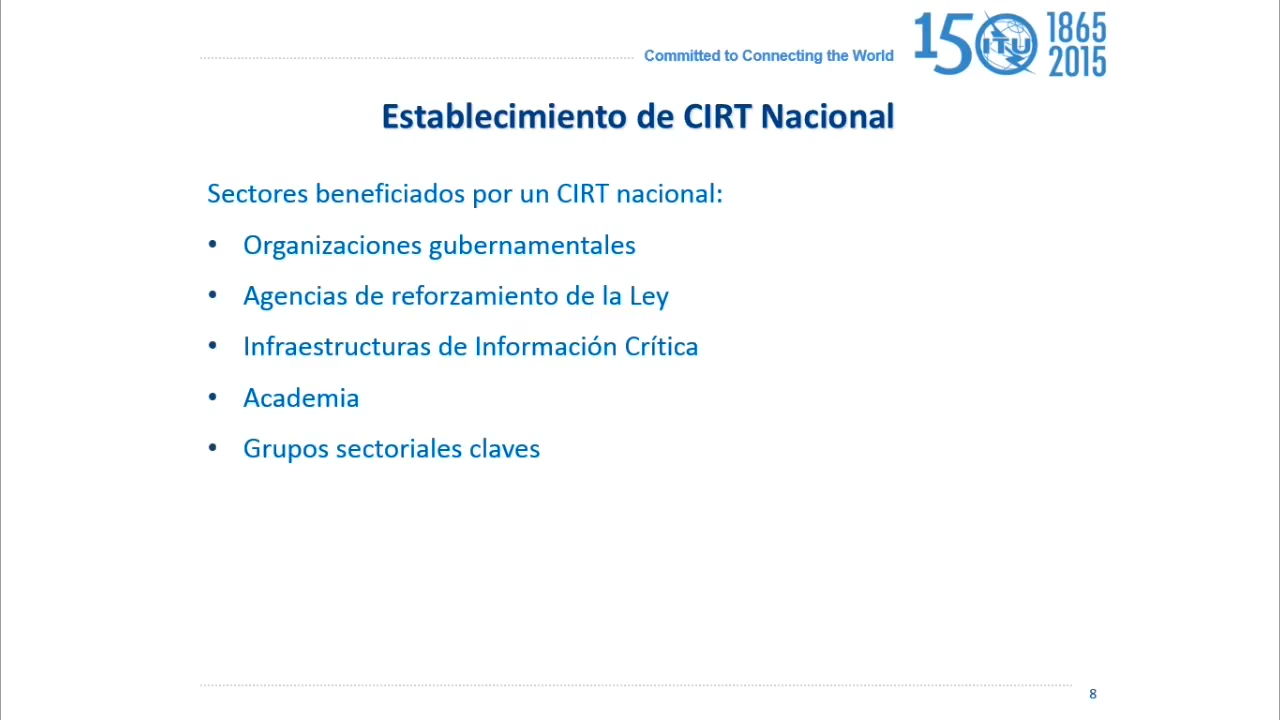 Committed to Connecting the World
150 ITU 1865 2015
Establecimiento de CIRT Nacional
Sectores beneficiados por un CIRT nacional:
• Organizaciones gubernamentales
• Agencias de reforzamiento de la Ley
• Infraestructuras de Información Crítica
• Academia
• Grupos sectoriales claves
8